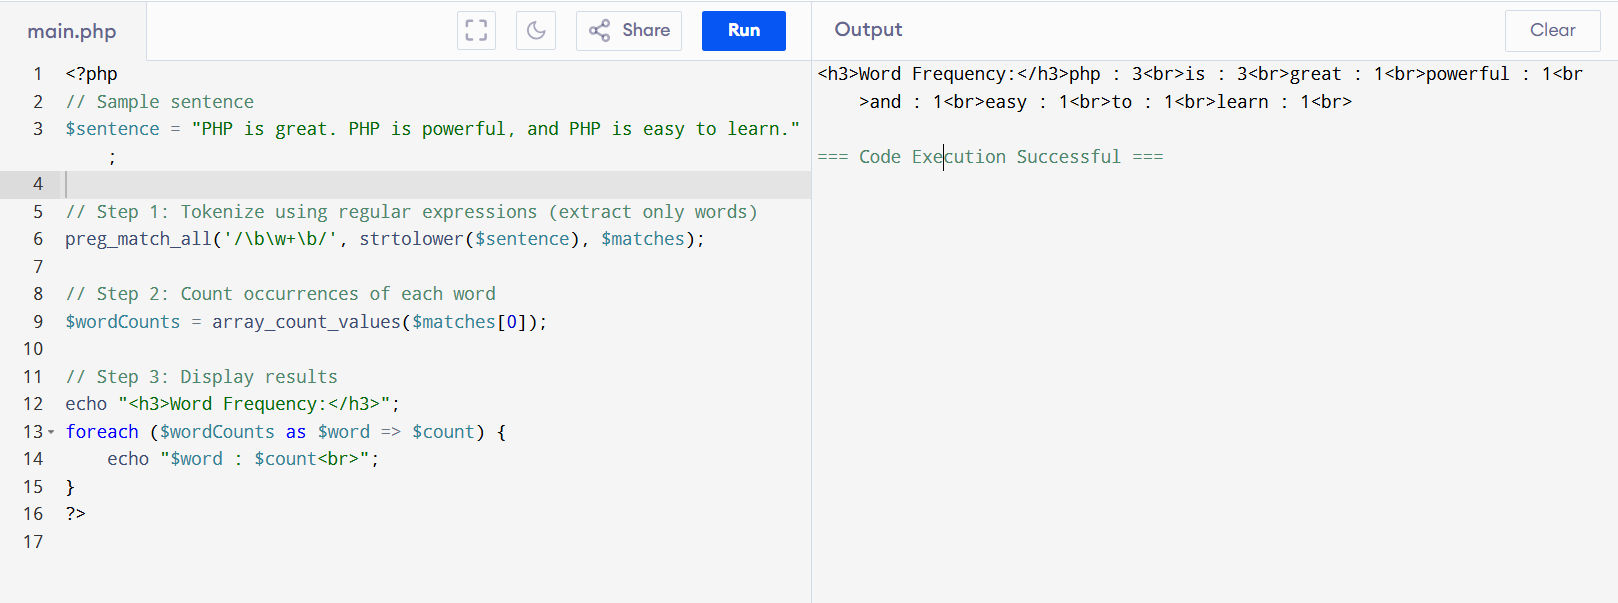 main.php
Share
Run
Output
Clear
1 <?php
2 // Sample sentence
3 $sentence = "PHP is great. PHP is powerful, and PHP is easy to learn."
;
4
5 // Step 1: Tokenize using regular expressions (extract only words)
6 preg_match_all('/\b\w+\b/', strtolower($sentence), $matches);
7
8 // Step 2: Count occurrences of each word
9 $wordCounts = array_count_values($matches[0]);
10
11 // Step 3: Display results
12 echo "<h3>Word Frequency:</h3>";
13 foreach ($wordCounts as $word => $count) {
14     echo "$word : $count<br>";
15 }
16 ?>
17
<h3>Word Frequency:</h3>php : 3<br>is : 3<br>great : 1<br>powerful : 1<br
>and : 1<br>easy : 1<br>to : 1<br>learn : 1<br>
=== Code Execution Successful ===